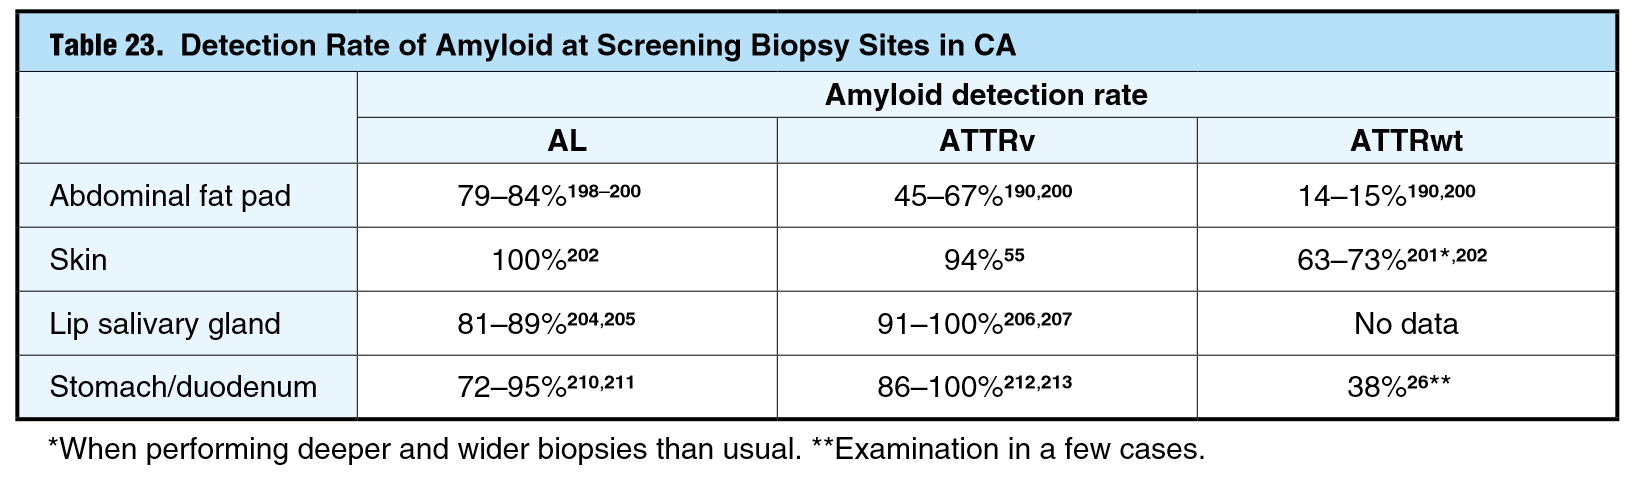 Table 23. Detection Rate of Amyloid at Screening Biopsy Sites in CA
Amyloid detection rate
AL ATTRv ATTRwt
Abdominal fat pad 79–84%198–200 45–67%190,200 14–15%190,200
Skin 100%202 94%55 63–73%201*,202
Lip salivary gland 81–89%204,205 91–100%206,207 No data
Stomach/duodenum 72–95%210,211 86–100%212,213 38%26**
*When performing deeper and wider biopsies than usual. **Examination in a few cases.